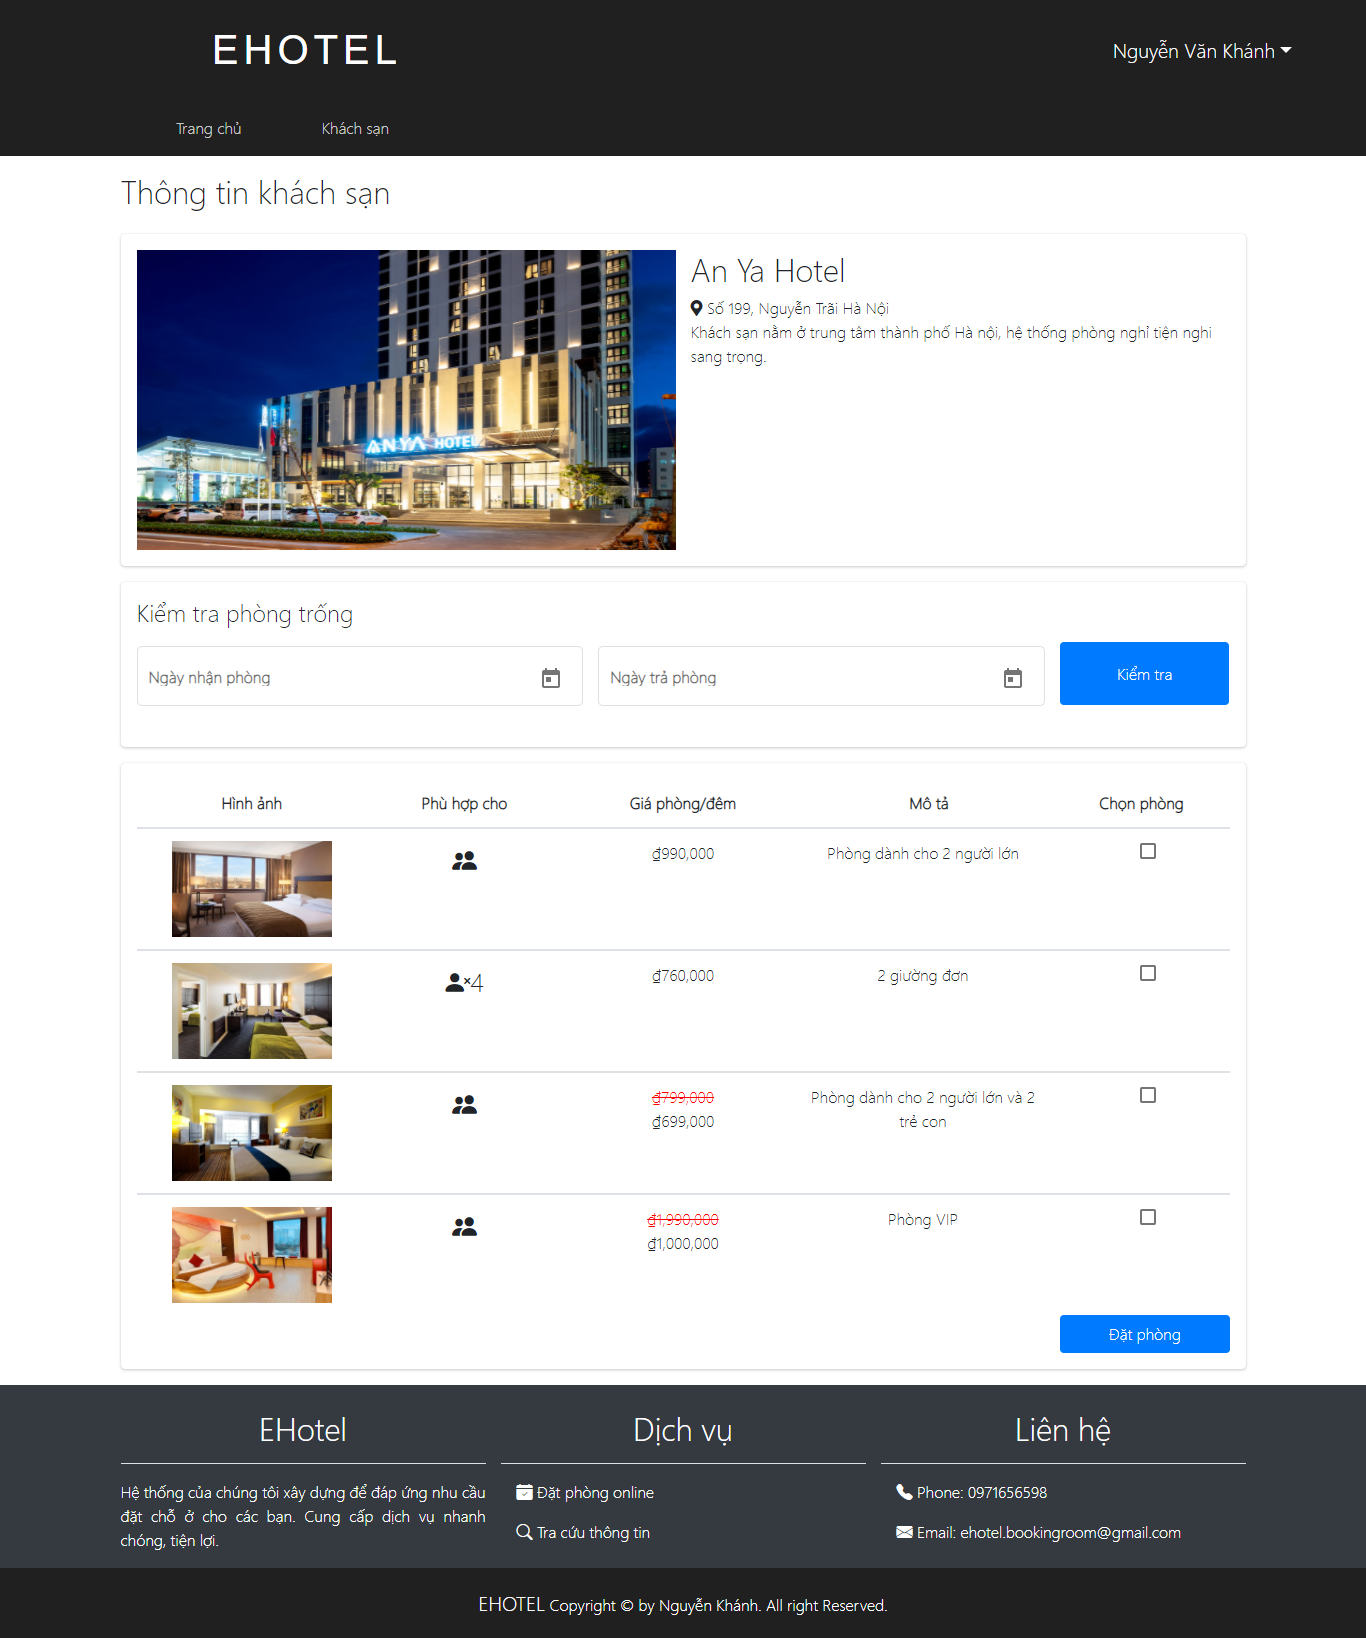 EHOTEL
Nguyễn Văn Khánh
Trang chủ
Khách sạn
Thông tin khách sạn
ANYA HOTEL
An Ya Hotel
Số 199, Nguyễn Trãi Hà Nội
Khách sạn nằm ở trung tâm thành phố Hà nội, hệ thống phòng nghỉ tiện nghi
sang trọng.
Kiểm tra phòng trống
Ngày nhận phòng
Ngày trả phòng
Kiểm tra
Hình ảnh
Phù hợp cho
Giá phòng/đêm
Mô tả
Chọn phòng
₫990,000
Phòng dành cho 2 người lớn
×4
₫760,000
2 giường đơn
₫799,000
₫699,000
Phòng dành cho 2 người lớn và 2
trẻ con
₫1,990,000
₫1,000,000
Phòng VIP
Đặt phòng
EHotel
Hệ thống của chúng tôi xây dựng để đáp ứng nhu cầu
đặt chỗ ở cho các bạn. Cung cấp dịch vụ nhanh
chóng, tiện lợi.
Dịch vụ
Đặt phòng online
Tra cứu thông tin
Liên hệ
Phone: 0971656598
Email: ehotel.bookingroom@gmail.com
EHOTEL Copyright © by Nguyễn Khánh. All right Reserved.